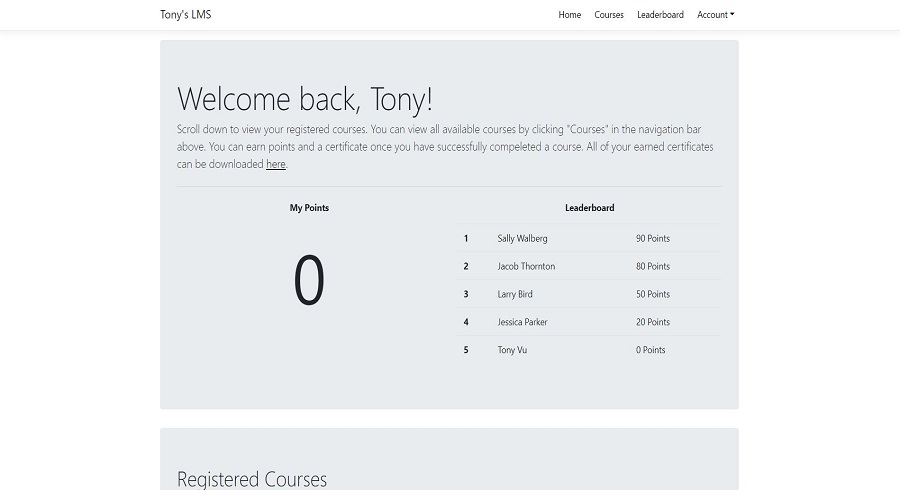 Tony's LMS Home Courses Leaderboard Account
Welcome back, Tony!
Scroll down to view your registered courses. You can view all available courses by clicking "Courses" in the navigation bar
above. You can earn points and a certificate once you have successfully compeleted a course. All of your earned certificates
can be downloaded here.
My Points
0
Leaderboard
1 Sally Walberg 90 Points
2 Jacob Thornton 80 Points
3 Larry Bird 50 Points
4 Jessica Parker 20 Points
5 Tony Vu 0 Points
Registered Courses